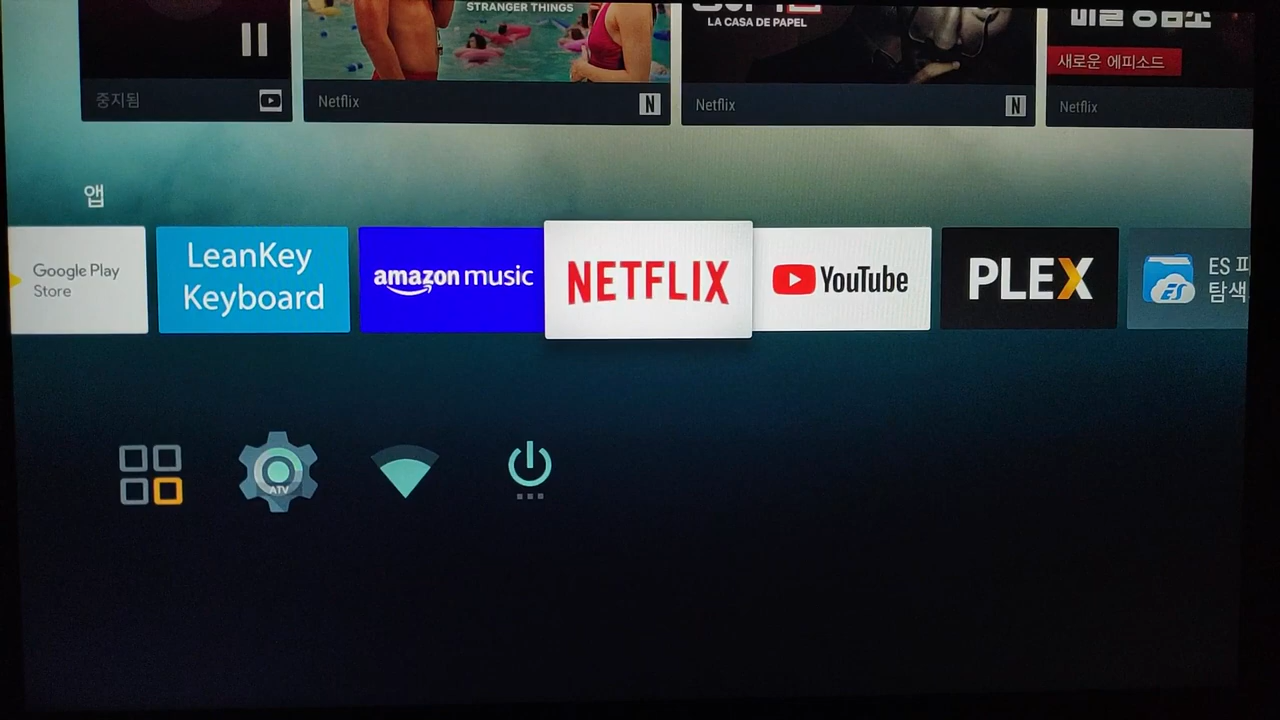 STRANGER THINGS
LA CASA DE PAPEL
새로운 에피소드
중지됨
Netflix
N
Netflix
N
Netflix
앱
Google Play
Store
LeanKey
Keyboard
amazon music
NETFLIX
YouTube
PLEX
ES
탐색
ES
ATV